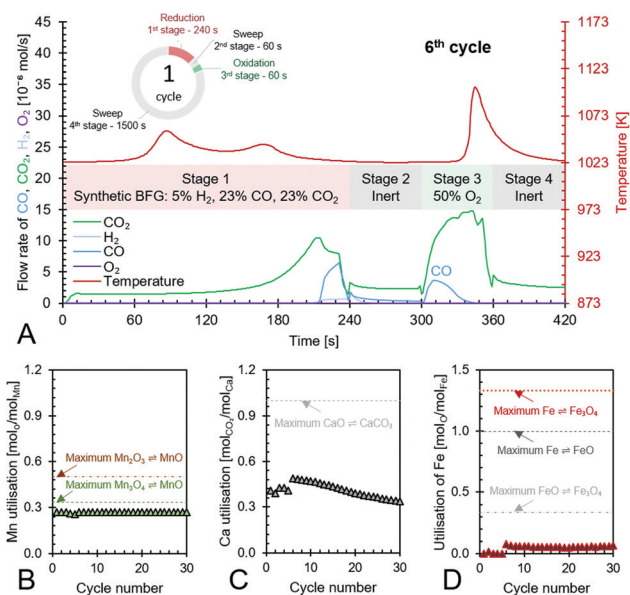 45
40
35
30
25
20
15
10
5
0
Flow rate of CO, CO₂, H₂, O₂ [10⁻⁶ mol/s]
Reduction
1st stage - 240 s
Sweep
2nd stage - 60 s
Oxidation
3rd stage - 60 s
1
cycle
Sweep
4th stage - 1500 s
6th cycle
1173
1123
1073
1023
973
923
873
Temperature [K]
Stage 1
Synthetic BFG: 5% H₂, 23% CO, 23% CO₂
Stage 2
Inert
Stage 3
50% O₂
Stage 4
Inert
CO₂
H₂
CO
O₂
Temperature
CO
A
0 60 120 180 240 300 360 420
Time [s]
Mn utilisation [molO/molMn]
1.2
0.9
0.6
0.3
0.0
Maximum Mn₂O₃ ⇌ MnO
Maximum Mn₃O₄ ⇌ MnO
0 10 20 30
B
Cycle number
Ca utilisation [molCO₂/molCa]
1.2
0.9
0.6
0.3
0.0
Maximum CaO ⇌ CaCO₃
0 10 20 30
C
Cycle number
Utilisation of Fe [molO/molFe]
1.5
1.0
0.5
0.0
Maximum Fe ⇌ Fe₃O₄
Maximum Fe ⇌ FeO
Maximum FeO ⇌ Fe₃O₄
0 10 20 30
D
Cycle number